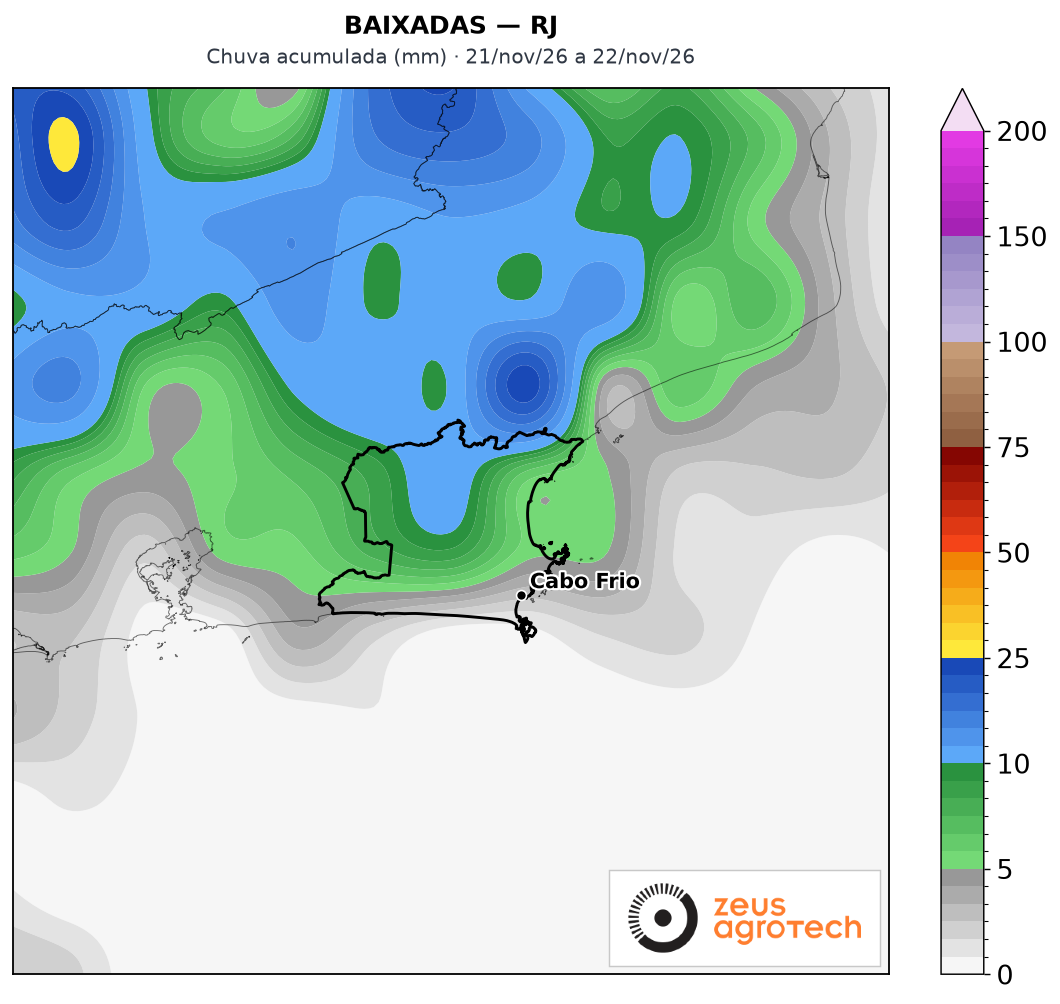 BAIXADAS — RJ
Chuva acumulada (mm) · 21/nov/26 a 22/nov/26
200
150
100
75
50
25
10
5
0
Cabo Frio
zeus
agrotech